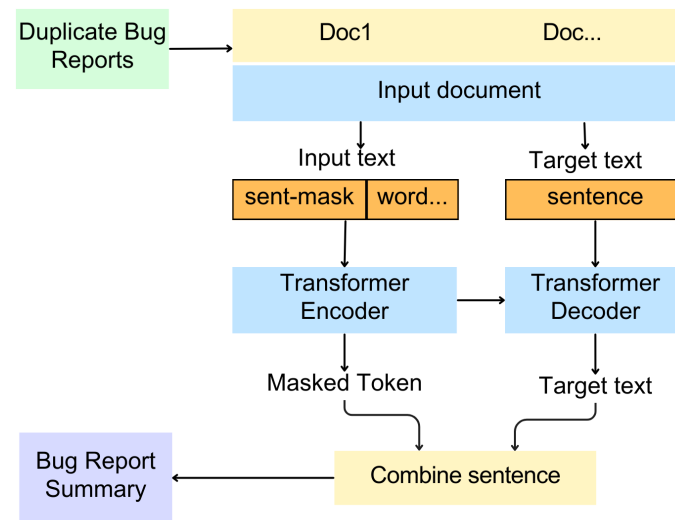 Duplicate Bug
Reports
Doc1
Doc...
Input document
Input text
Target text
sent-mask
word...
sentence
Transformer
Encoder
Transformer
Decoder
Masked Token
Target text
Bug Report
Summary
Combine sentence